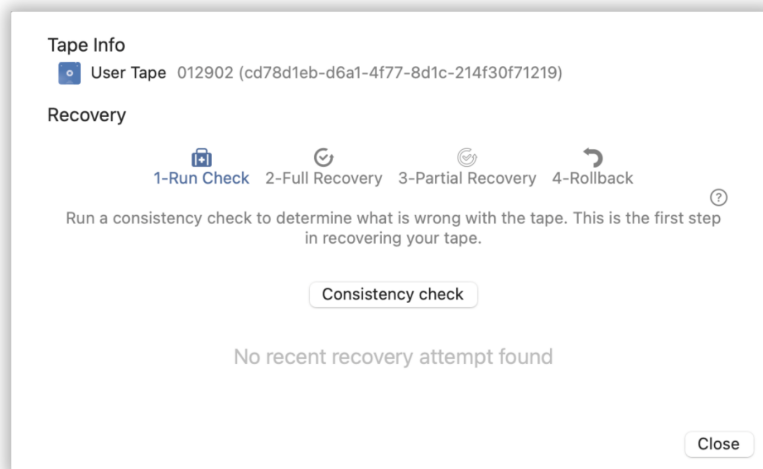 Tape Info
User Tape 012902 (cd78d1eb-d6a1-4f77-8d1c-214f30f71219)
Recovery
1-Run Check 2-Full Recovery 3-Partial Recovery 4-Rollback
?
Run a consistency check to determine what is wrong with the tape. This is the first step
in recovering your tape.
Consistency check
No recent recovery attempt found
Close